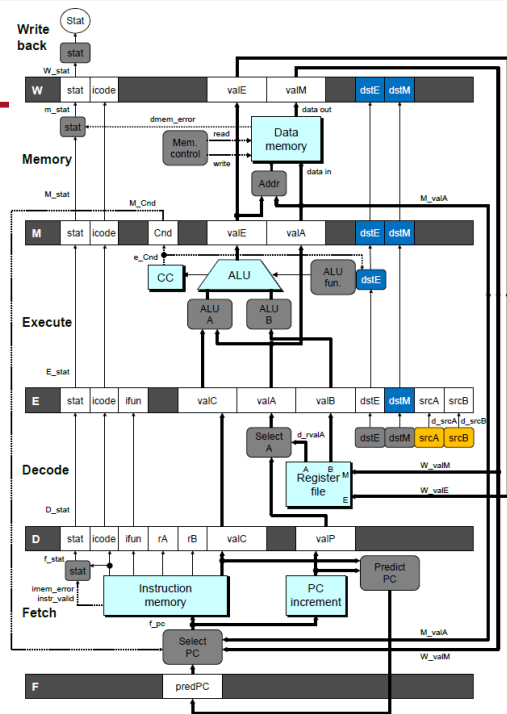 Stat
Write
back
stat
W_stat
W stat icode valE valM dstE dstM
m_stat
data out
stat
dmem_error
Mem.
control
read
write
Data
memory
Memory
data in
Addr
M_stat
M_Cnd
M_valA
M stat icode Cnd valE valA dstE dstM
e_Cnd
CC
ALU
ALU
fun.
dstE
ALU
A
ALU
B
Execute
E_stat
E stat icode ifun valC valA valB dstE dstM srcA srcB
d_srcA
d_srcB
dstE dstM srcA srcB
Select
A
d_rvalA
A B
M
Register
file
E
W_valM
W_valE
Decode
D_stat
D stat icode ifun rA rB valC valP
f_stat
stat
imem_error
instr_valid
Instruction
memory
PC
increment
Predict
PC
Fetch
f_pc
M_valA
Select
PC
W_valM
F predPC